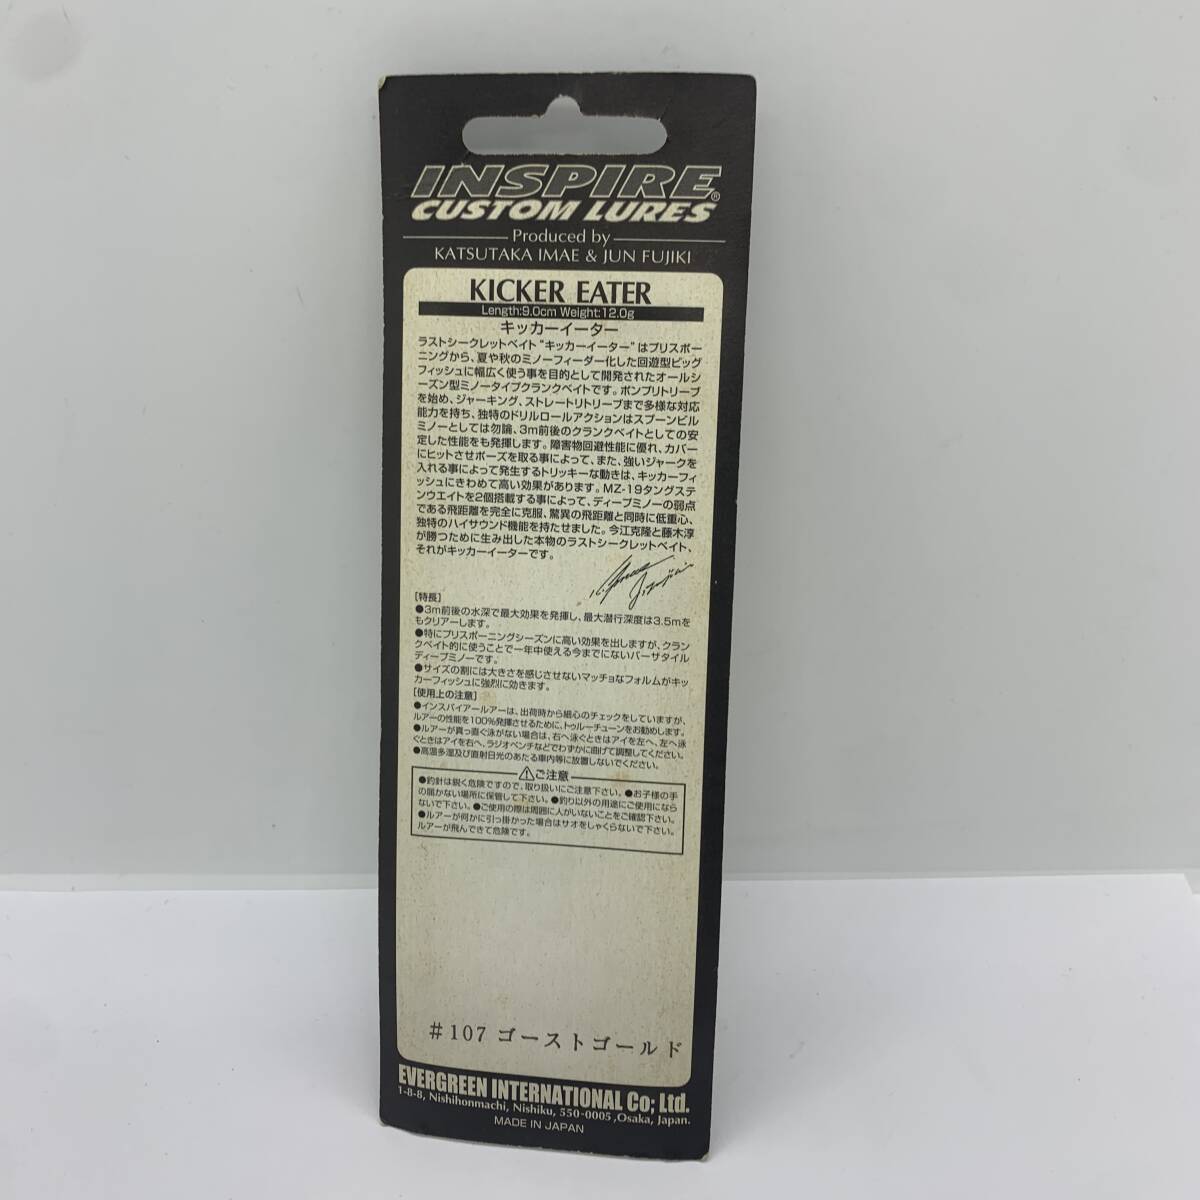 INSPIRE®
CUSTOM LURES
Produced by
KATSUTAKA IMAE & JUN FUJIKI
KICKER EATER
Length:9.0cm Weight:12.0g
キッカーイーター
ラストシークレットベイト“キッカーイーター”はプリスポー
ニングから、夏や秋のミノーフィーダー化した回遊型ビッグ
フィッシュに幅広く使う事を目的として開発されたオールシ
ーズン型ミノータイプクランクベイトです。ポンプリトリーブ
を始め、ジャーキング、ストレートリトリーブまで多様な対応
能力を持ち、独特のドリルロールアクションはスプーンビル
ミノーとしては勿論、3m前後のクランクベイトとしての安
定した性能をも発揮します。障害物回避性能に優れ、カバー
にヒットさせポーズを取る事によって、また、強いジャークを
入れる事によって発生するトリッキーな動きは、キッカーフィ
ッシュにきわめて高い効果があります。MZ-19タングステ
ンウエイトを2個搭載する事によって、ディープミノーの弱点
である飛距離を完全に克服、驚異の飛距離と同時に低重心、
独特のハイサウンド機能を持たせました。今江克隆と藤木淳
が勝つために生み出した本物のラストシークレットベイト、
それがキッカーイーターです。
[特長]
●3m前後の水深で最大効果を発揮し、最大潜行深度は3.5mを
もクリアーします。
●特にプリスポーニングシーズンに高い効果を出しますが、クラン
クベイト的に使うことで一年中使える今までにないバーサタイル
ディープミノーです。
●サイズの割には大きさを感じさせないマッチョなフォルムがキッ
カーフィッシュに強烈に効きます。
[使用上の注意]
●インスパイアールアーは、出荷時から細心のチェックをしていますが、
ルアーの性能を100%発揮させるために、トゥルーチューンをお勧めします。
●ルアーが真っ直ぐ泳がない場合は、右へ泳ぐときはアイを左へ、左へ泳
ぐときはアイを右へ、ラジオペンチなどでわずかに曲げて調整してください。
●高温多湿及び直射日光のあたる車内等に放置しないでください。
⚠ご注意
●釣針は鋭く危険ですので、取り扱いにご注意下さい。●お子様の手
の届かない場所に保管して下さい。●釣り以外の用途にご使用になら
ないで下さい。●ご使用の際は周囲に人がいないことをご確認下さい。
●ルアーが何かに引っ掛かった場合はサオをしゃくらないで下さい。
ルアーが飛んできて危険です。
#107 ゴーストゴールド
EVERGREEN INTERNATIONAL Co; Ltd.
1-8-8, Nishihonmachi, Nishiku, 550-0005 ,Osaka, Japan.
MADE IN JAPAN